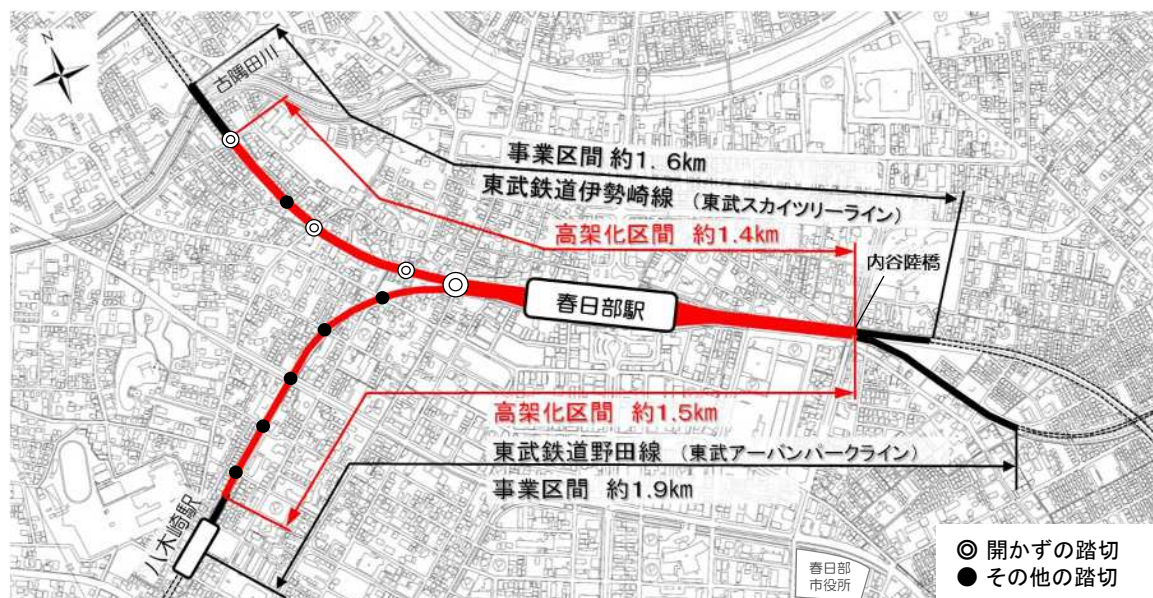 N
古隅田川
事業区間 約1.6km
東武鉄道伊勢崎線 (東武スカイツリーライン)
高架化区間 約1.4km
内谷陸橋
春日部駅
高架化区間 約1.5km
東武鉄道野田線 (東武アーバンパークライン)
事業区間 約1.9km
八木崎駅
春日部
市役所
◎ 開かずの踏切
● その他の踏切